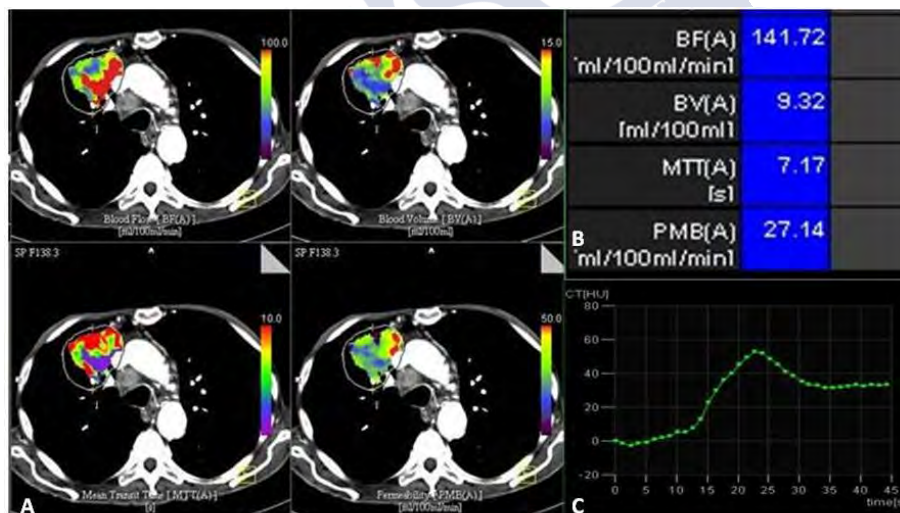 100.0
15.0
Blood Flow [ BF(A) ]
[ml/100ml/min]
Blood Volume [ BV(A) ]
[ml/100ml]
SP F138.3
SP F138.3
10.0
50.0
Mean Transit Time [ MTT(A) ]
[s]
Permeability [ PMB(A) ]
[ml/100ml/min]
A
BF(A) 141.72
ml/100ml/min]
BV(A) 9.32
[ml/100ml]
MTT(A) 7.17
[s]
PMB(A) 27.14
ml/100ml/min]
B
CT[HU]
80
60
40
20
0
-20
0 5 10 15 20 25 30 35 40 45
time[s
C